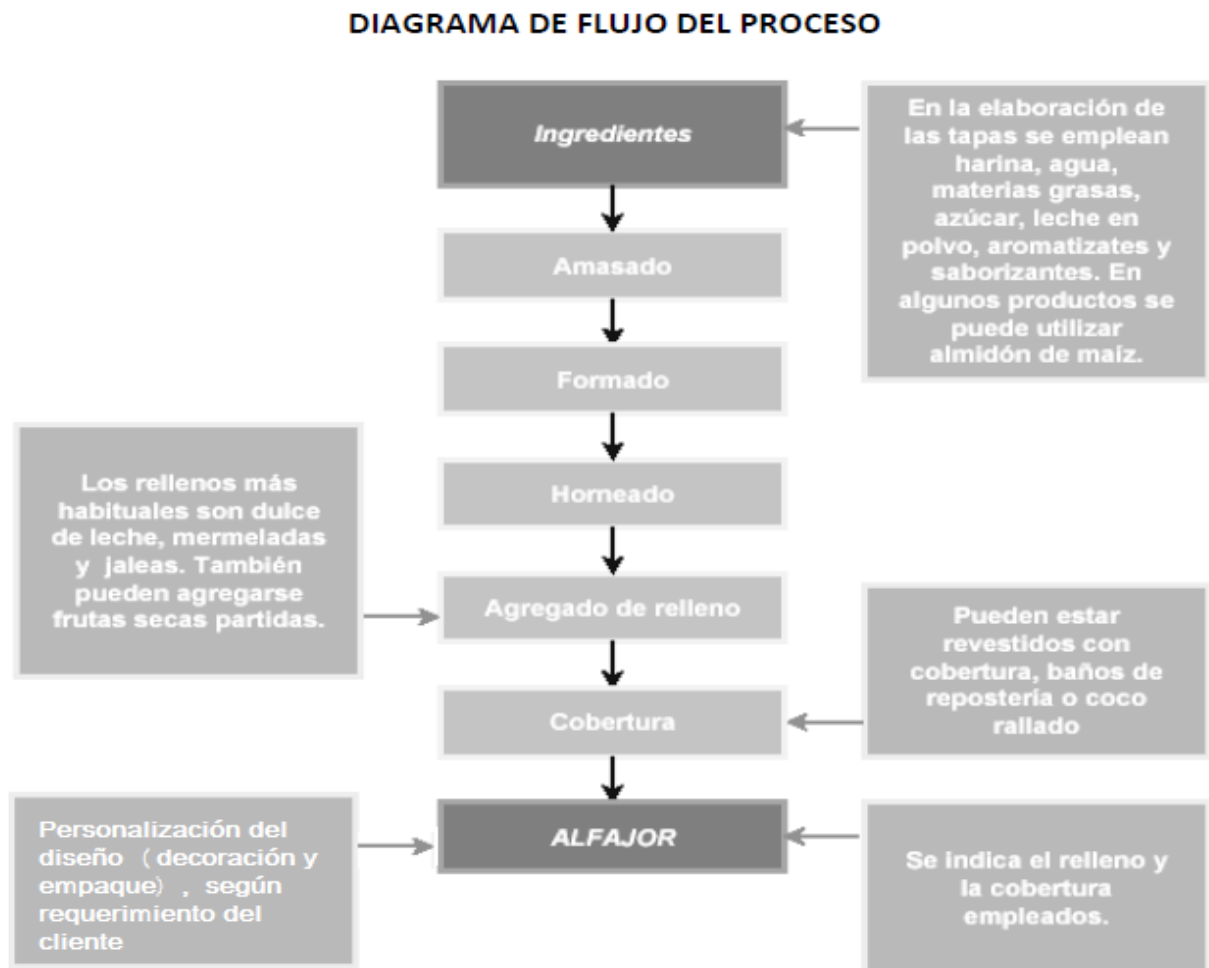 DIAGRAMA DE FLUJO DEL PROCESO
Ingredientes
En la elaboración de
las tapas se emplean
harina, agua,
materias grasas,
azúcar, leche en
polvo, aromatizates y
saborizantes. En
algunos productos se
puede utilizar
almidón de maíz.
Amasado
Formado
Horneado
Los rellenos más
habituales son dulce
de leche, mermeladas
y jaleas. También
pueden agregarse
frutas secas partidas.
Agregado de relleno
Cobertura
Pueden estar
revestidos con
cobertura, baños de
repostería o coco
rallado
ALFAJOR
Personalización del
diseño ( decoración y
empaque) , según
requerimiento del
cliente
Se indica el relleno y
la cobertura
empleados.